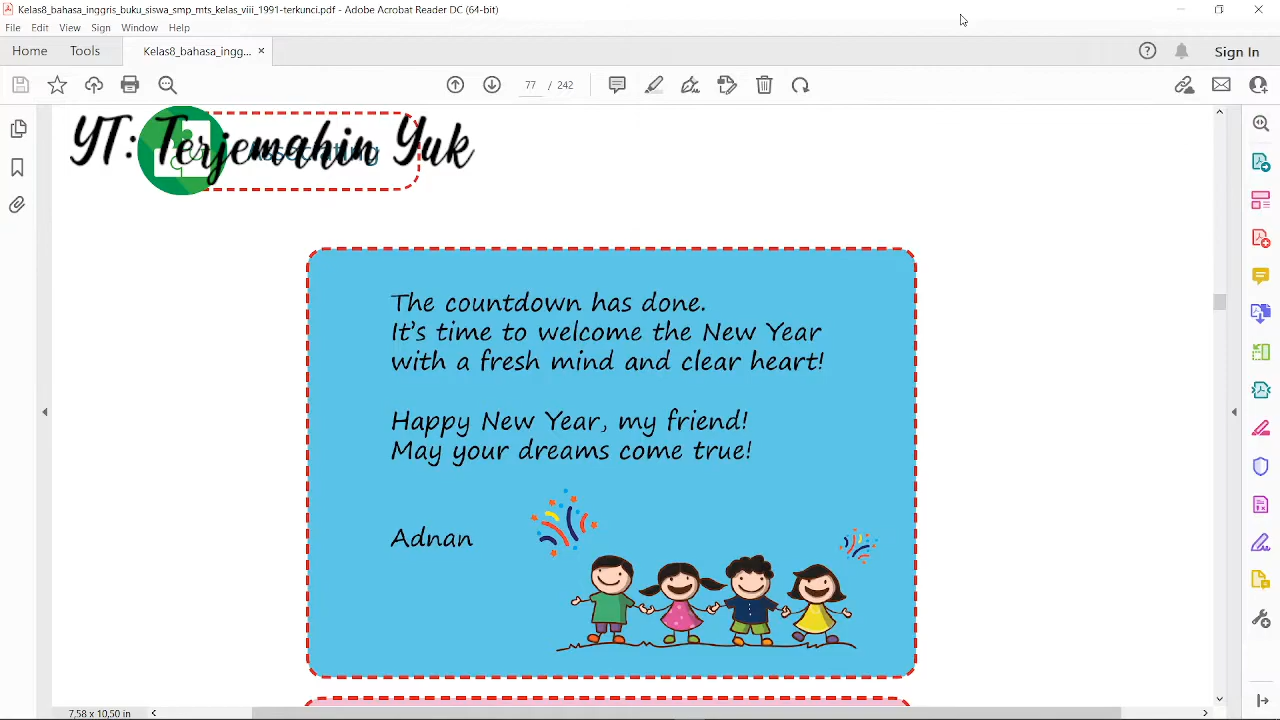 Kelas8_bahasa_inggris_buku_siswa_smp_mts_kelas_viii_1991-terkunci.pdf - Adobe Acrobat Reader DC (64-bit)
File Edit View Sign Window Help
Home Tools Kelas8_bahasa_ingg... × Sign In
77 / 242
YT: Terjemahin Yuk
Associating
The countdown has done.
It's time to welcome the New Year
with a fresh mind and clear heart!
Happy New Year, my friend!
May your dreams come true!
Adnan
7,58 x 10,50 in